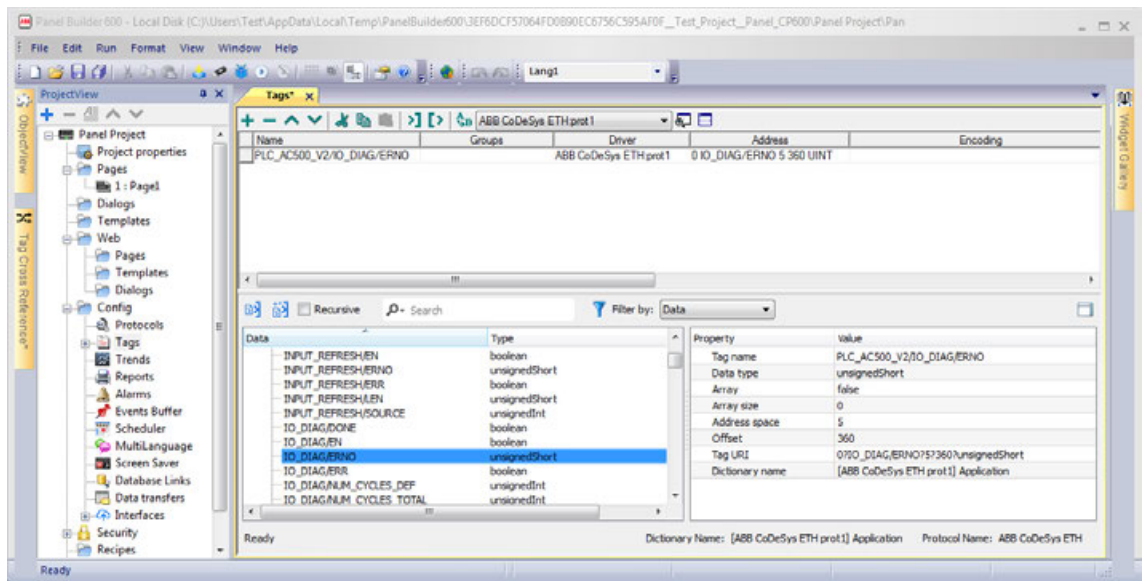 Panel Builder 600 - Local Disk (C:)\Users\Test\AppData\Local\Temp\PanelBuilder600\3EF6DCF57064FD0B90EC6756C595AF0F__Test_Project__Panel_CP600\Panel Project\Pan
File Edit Run Format View Window Help
Lang1
ProjectView
Tags*
ObjectView
Tag Cross Reference*
Widget Gallery
Panel Project
Project properties
Pages
1 : Page1
Dialogs
Templates
Web
Pages
Templates
Dialogs
Config
Protocols
Tags
Trends
Reports
Alarms
Events Buffer
Scheduler
MultiLanguage
Screen Saver
Database Links
Data transfers
Interfaces
Security
Recipes
ABB CoDeSys ETH:prot1
Name Groups Driver Address Encoding
PLC_AC500_V2/IO_DIAG/ERNO ABB CoDeSys ETH:prot1 0 IO_DIAG/ERNO 5 360 UINT
Recursive Search Filter by: Data
Data Type
INPUT_REFRESH/EN boolean
INPUT_REFRESH/ERNO unsignedShort
INPUT_REFRESH/ERR boolean
INPUT_REFRESH/LEN unsignedShort
INPUT_REFRESH/SOURCE unsignedInt
IO_DIAG/DONE boolean
IO_DIAG/EN boolean
IO_DIAG/ERNO unsignedShort
IO_DIAG/ERR boolean
IO_DIAG/NUM_CYCLES_DEF unsignedInt
IO_DIAG/NUM_CYCLES_TOTAL unsignedInt
Property Value
Tag name PLC_AC500_V2/IO_DIAG/ERNO
Data type unsignedShort
Array false
Array size 0
Address space 5
Offset 360
Tag URI 0?IO_DIAG/ERNO?5?360?unsignedShort
Dictionary name [ABB CoDeSys ETH prot1] Application
Ready
Dictionary Name: [ABB CoDeSys ETH prot1] Application Protocol Name: ABB CoDeSys ETH
Ready